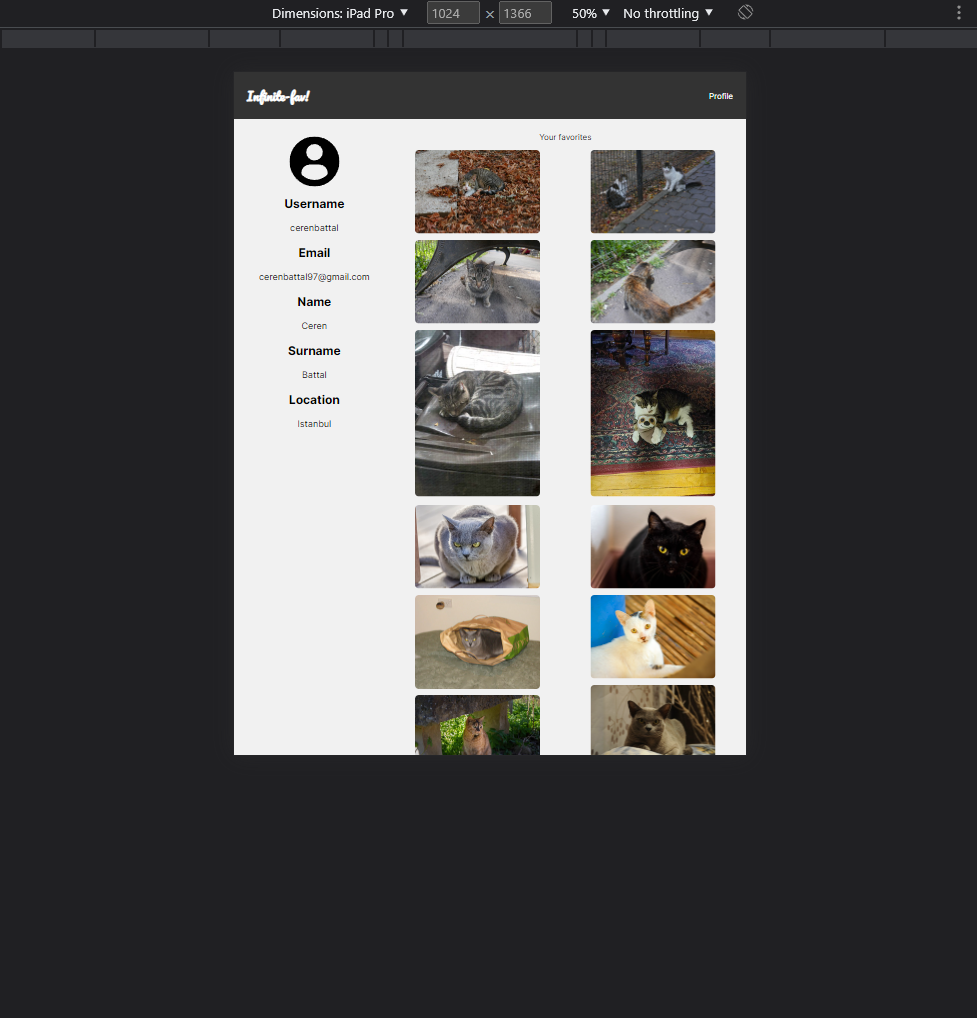 Dimensions: iPad Pro ▼ 1024 × 1366 50% ▼ No throttling ▼
Infinite-fav!
Profile
Your favorites
Username
cerenbattal
Email
cerenbattal97@gmail.com
Name
Ceren
Surname
Battal
Location
Istanbul